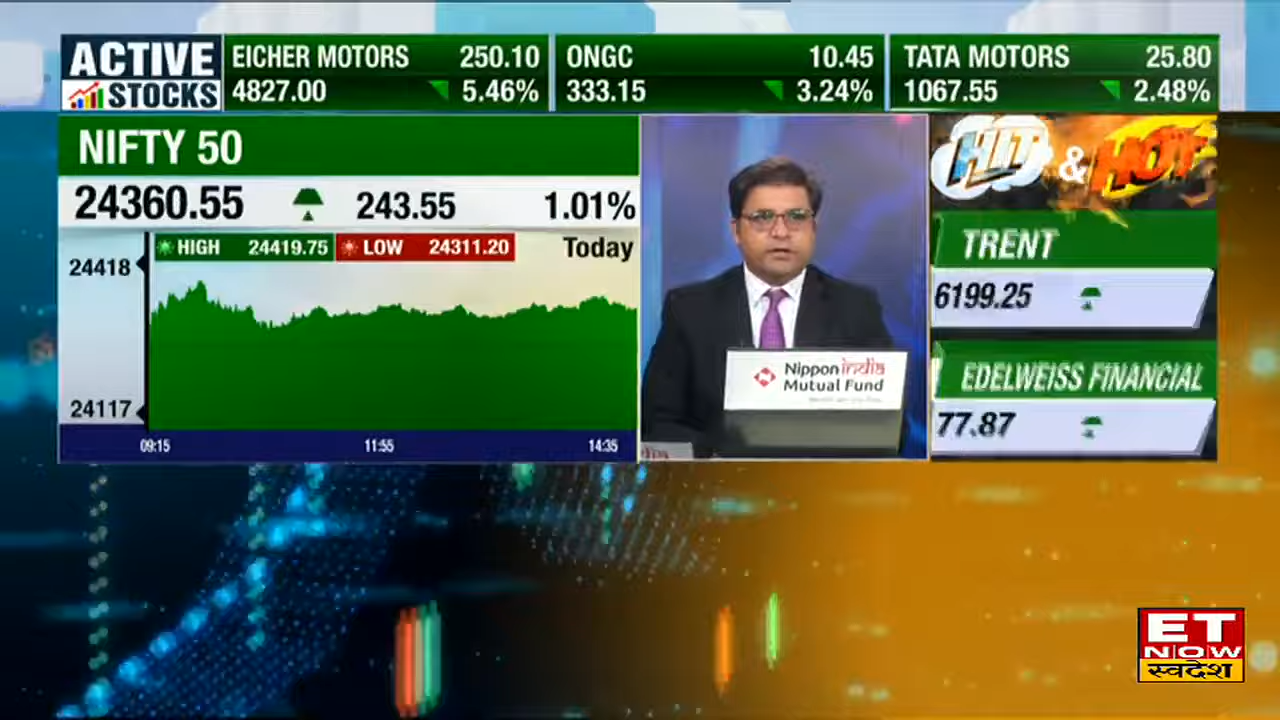 ACTIVE
STOCKS
EICHER MOTORS 250.10
4827.00 5.46%
ONGC 10.45
333.15 3.24%
TATA MOTORS 25.80
1067.55 2.48%
NIFTY 50
24360.55 243.55 1.01%
HIGH 24419.75 LOW 24311.20 Today
24418
24117
09:15 11:55 14:35
Nippon india
Mutual Fund
HIT & HOT
TRENT
6199.25
EDELWEISS FINANCIAL
77.87
ET
NOW
स्वदेश